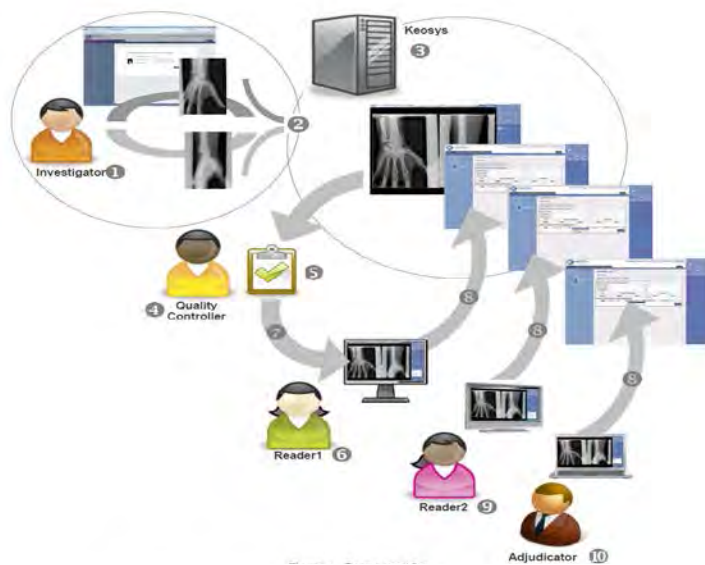 Keosys
3
2
Investigator 1
4 Quality
Controller
5
7
8
8
8
Reader1 6
Reader2 9
Adjudicator 10